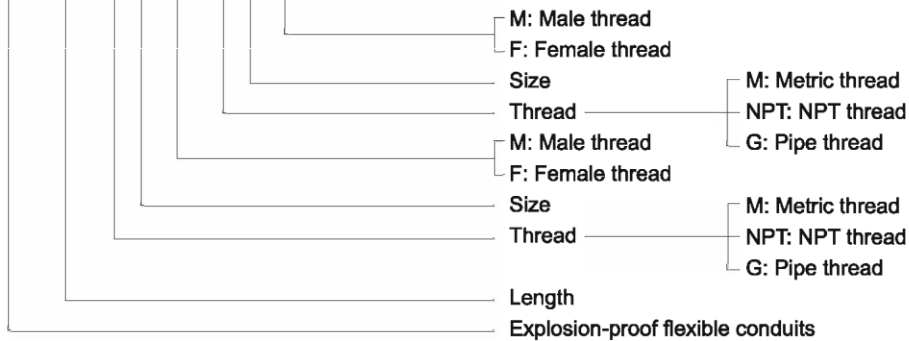 M: Male thread
F: Female thread
Size M: Metric thread
Thread NPT: NPT thread
M: Male thread G: Pipe thread
F: Female thread
Size M: Metric thread
Thread NPT: NPT thread
G: Pipe thread
Length
Explosion-proof flexible conduits